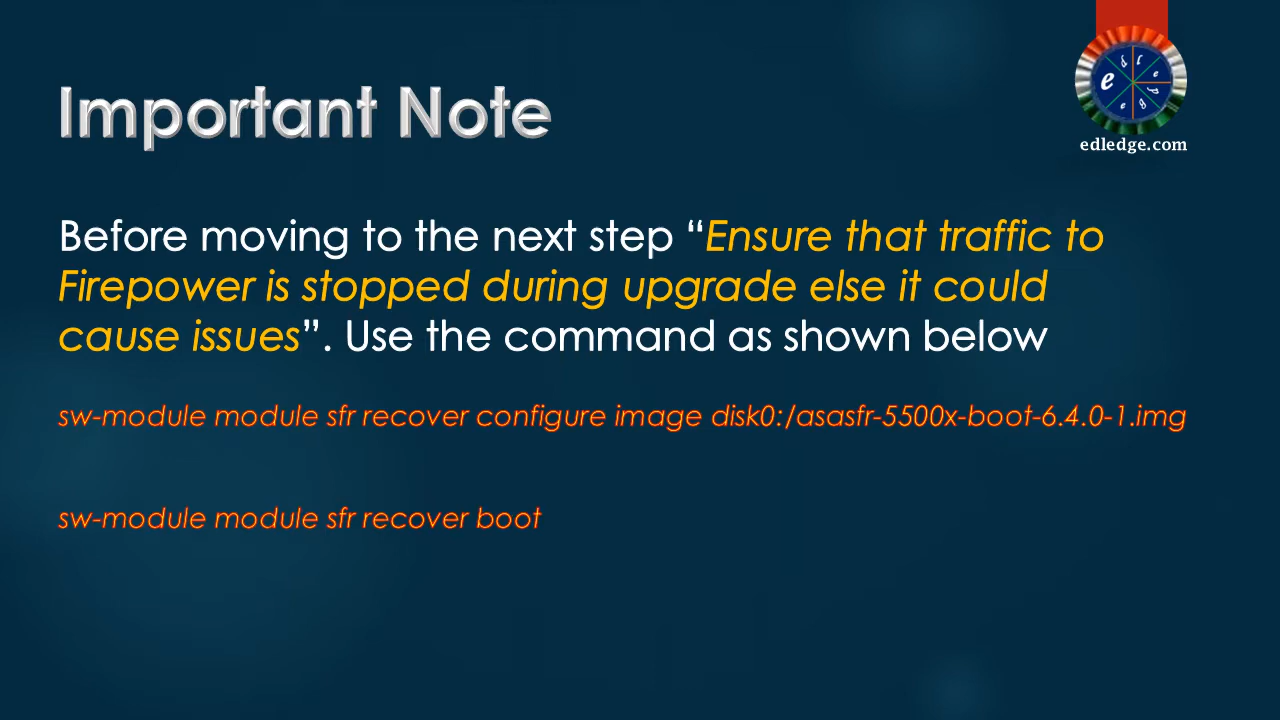 Important Note
edledge.com
Before moving to the next step “Ensure that traffic to
Firepower is stopped during upgrade else it could
cause issues”. Use the command as shown below
sw-module module sfr recover configure image disk0:/asasfr-5500x-boot-6.4.0-1.img
sw-module module sfr recover boot